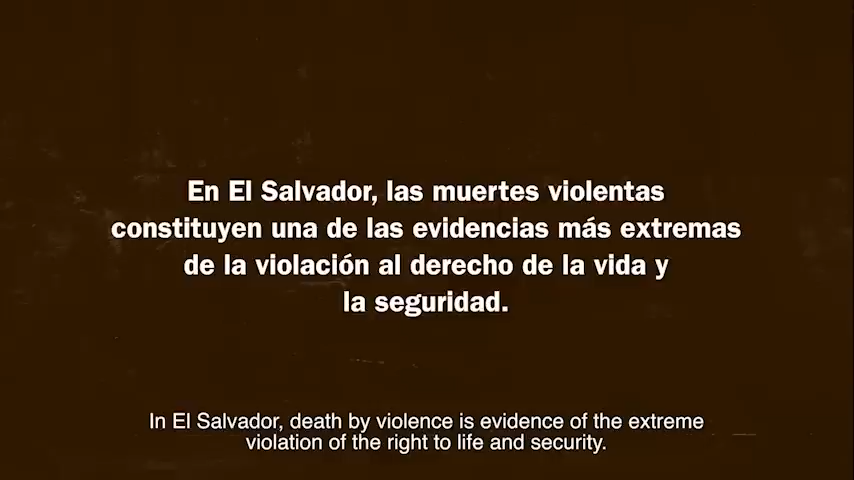 En El Salvador, las muertes violentas
constituyen una de las evidencias más extremas
de la violación al derecho de la vida y
la seguridad.
In El Salvador, death by violence is evidence of the extreme
violation of the right to life and security.